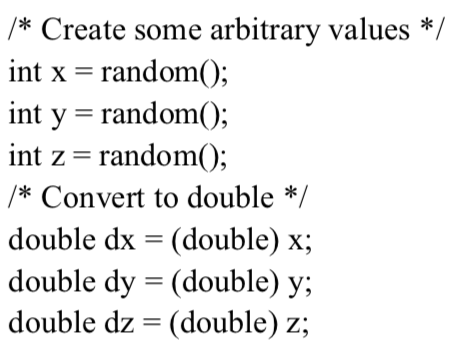 /* Create some arbitrary values */
int x = random();
int y = random();
int z = random();
/* Convert to double */
double dx = (double) x;
double dy = (double) y;
double dz = (double) z;